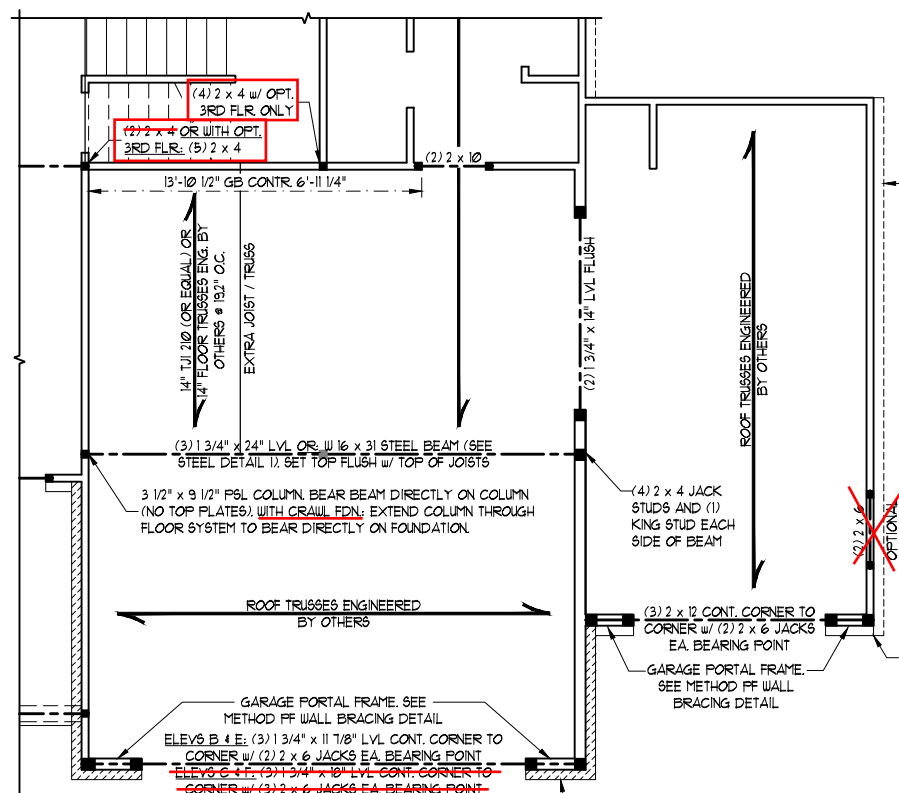 (4) 2 x 4 w/ OPT.
3RD FLR. ONLY
(2) 2 x 4 OR WITH OPT.
3RD FLR.: (5) 2 x 4
(2) 2 x 10
13'-10 1/2" GB CONTR. 6'-11 1/4"
14" TJI 210 (OR EQUAL) OR
14" FLOOR TRUSSES ENG. BY
OTHERS @ 19.2" O.C.
EXTRA JOIST / TRUSS
(2) 1 3/4" x 14" LVL FLUSH
ROOF TRUSSES ENGINEERED
BY OTHERS
(3) 1 3/4" x 24" LVL OR: W 16 x 31 STEEL BEAM (SEE
STEEL DETAIL 1). SET TOP FLUSH w/ TOP OF JOISTS
3 1/2" x 9 1/2" PSL COLUMN. BEAR BEAM DIRECTLY ON COLUMN
(NO TOP PLATES). WITH CRAWL FDN.: EXTEND COLUMN THROUGH
FLOOR SYSTEM TO BEAR DIRECTLY ON FOUNDATION.
(4) 2 x 4 JACK
STUDS AND (1)
KING STUD EACH
SIDE OF BEAM
(2) 2 x 6
OPTIONAL
ROOF TRUSSES ENGINEERED
BY OTHERS
(3) 2 x 12 CONT. CORNER TO
CORNER w/ (2) 2 x 6 JACKS
EA. BEARING POINT
GARAGE PORTAL FRAME.
SEE METHOD PF WALL
BRACING DETAIL
GARAGE PORTAL FRAME. SEE
METHOD PF WALL BRACING DETAIL
ELEVS B & E: (3) 1 3/4" x 11 7/8" LVL CONT. CORNER TO
CORNER w/ (2) 2 x 6 JACKS EA. BEARING POINT
ELEVS C & F: (3) 1 3/4" x 18" LVL CONT. CORNER TO
CORNER w/ (3) 2 x 6 JACKS EA. BEARING POINT